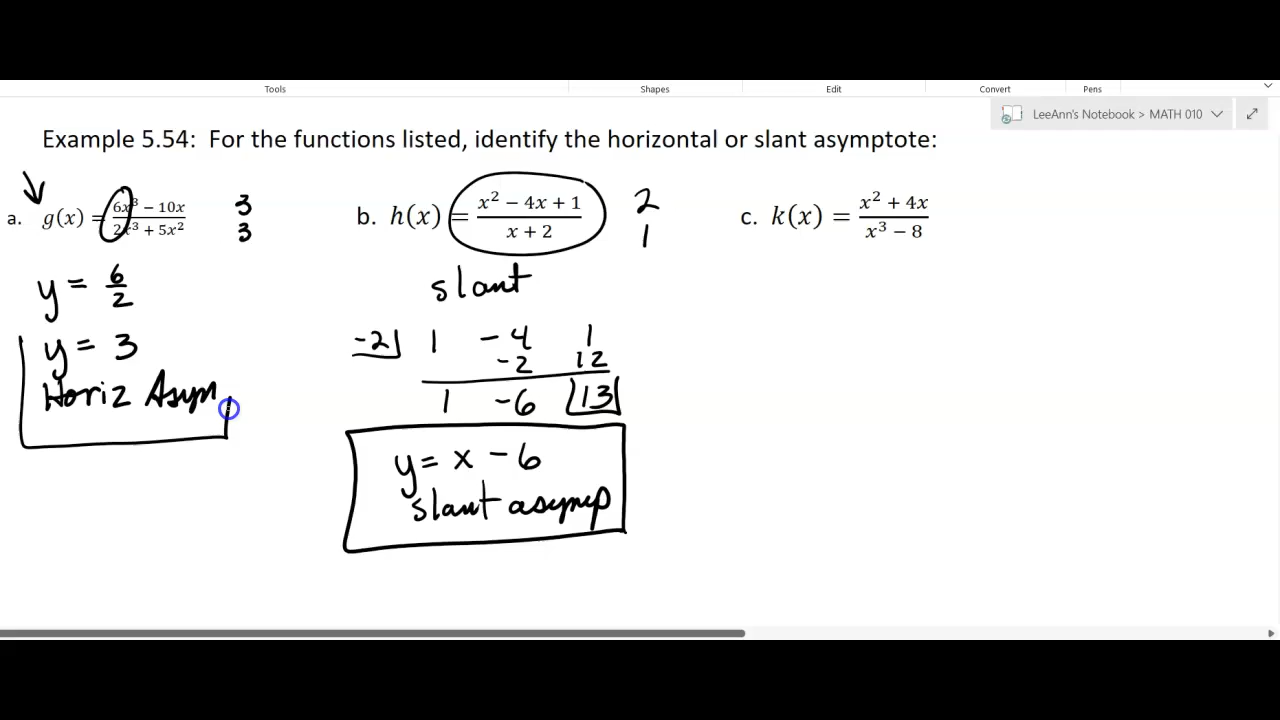 Tools Shapes Edit Convert Pens
LeeAnn's Notebook > MATH 010
Example 5.54: For the functions listed, identify the horizontal or slant asymptote:
a. g(x) = (6x³ − 10x)/(2x³ + 5x²) 3 3
y = 6/2
y = 3
Horiz Asym
b. h(x) = (x² − 4x + 1)/(x + 2) 2 1
slant
-2 1 -4 1
-2 12
1 -6 13
y = x - 6
slant asymp
c. k(x) = (x² + 4x)/(x³ − 8)